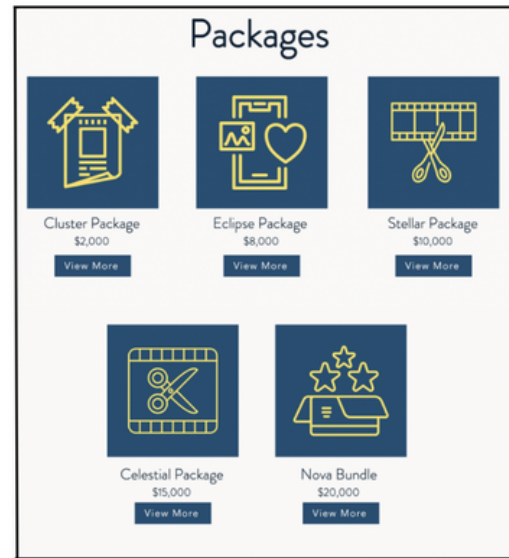 Packages
Cluster Package
$2,000
View More
Eclipse Package
$8,000
View More
Stellar Package
$10,000
View More
Celestial Package
$15,000
View More
Nova Bundle
$20,000
View More